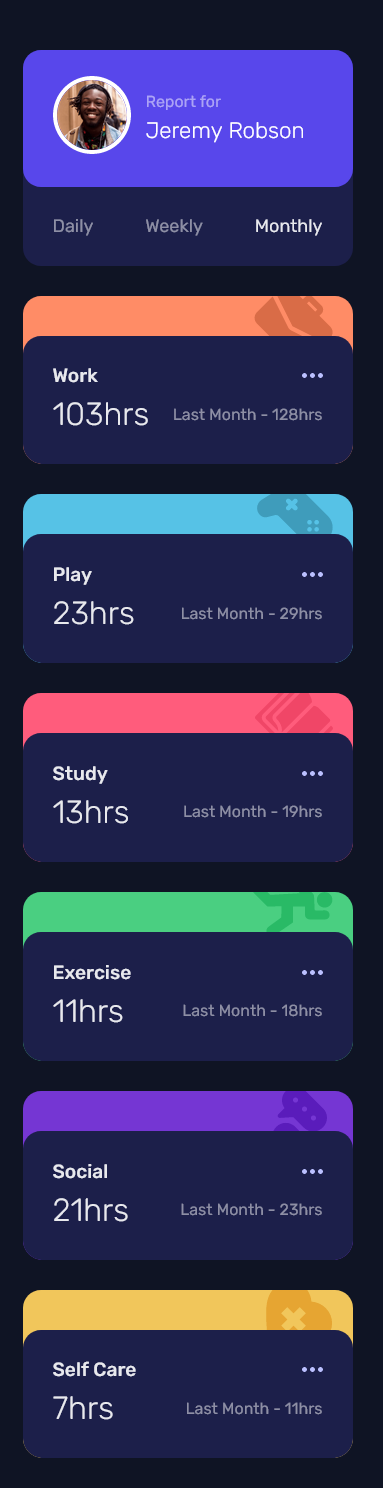 Report for
Jeremy Robson
Daily Weekly Monthly
Work
103hrs Last Month - 128hrs
Play
23hrs Last Month - 29hrs
Study
13hrs Last Month - 19hrs
Exercise
11hrs Last Month - 18hrs
Social
21hrs Last Month - 23hrs
Self Care
7hrs Last Month - 11hrs